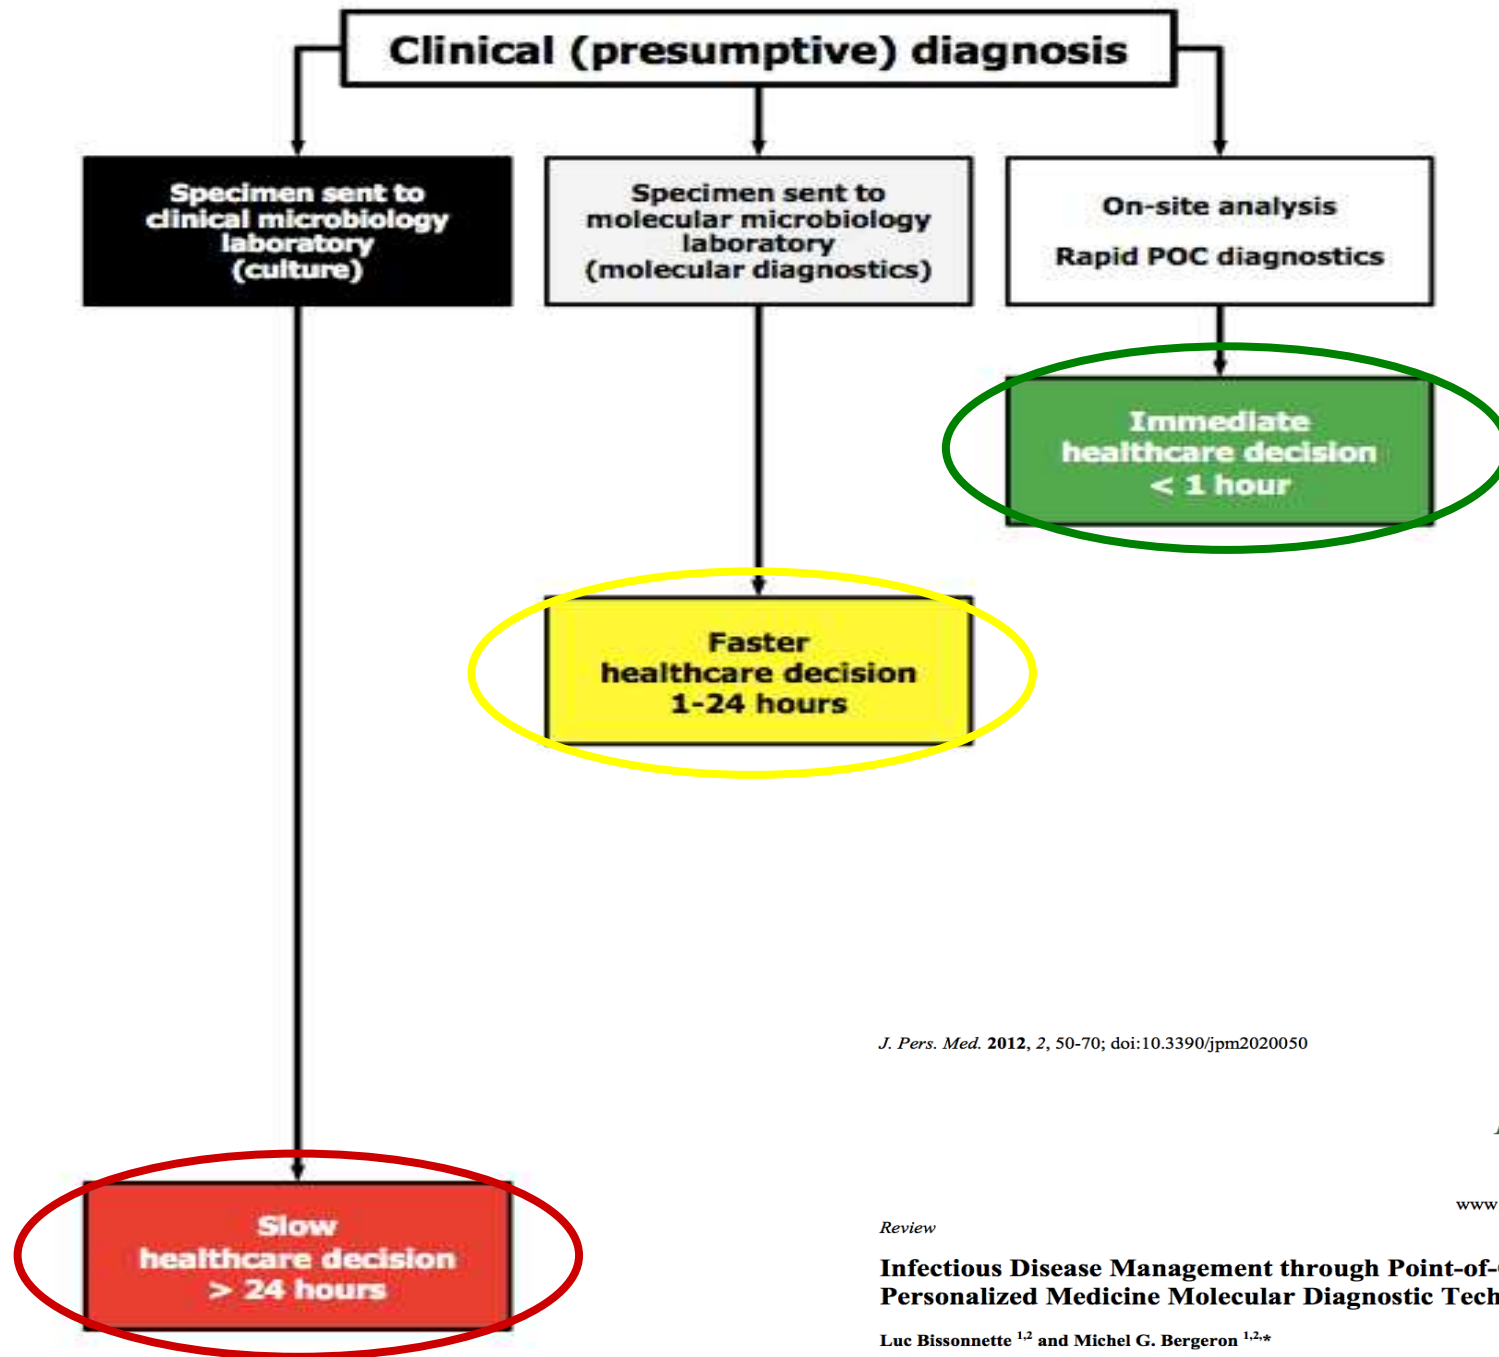 Clinical (presumptive) diagnosis
Specimen sent to
clinical microbiology
laboratory
(culture)
Specimen sent to
molecular microbiology
laboratory
(molecular diagnostics)
On-site analysis
Rapid POC diagnostics
Immediate
healthcare decision
< 1 hour
Faster
healthcare decision
1-24 hours
Slow
healthcare decision
> 24 hours
J. Pers. Med. 2012, 2, 50-70; doi:10.3390/jpm2020050
www
Review
Infectious Disease Management through Point-of-
Personalized Medicine Molecular Diagnostic Tech
Luc Bissonnette 1,2 and Michel G. Bergeron 1,2,*